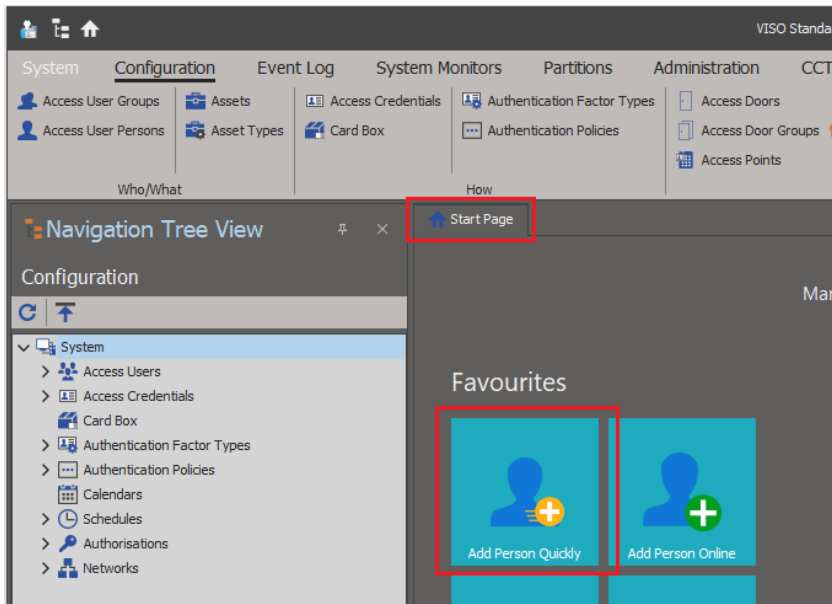 VISO Standa
System Configuration Event Log System Monitors Partitions Administration CCT
Access User Groups Assets Access Credentials Authentication Factor Types Access Doors
Access User Persons Asset Types Card Box Authentication Policies Access Door Groups
Access Points
Who/What How
Navigation Tree View
Start Page
Configuration
Mar
System
Access Users
Access Credentials
Card Box
Authentication Factor Types
Authentication Policies
Calendars
Schedules
Authorisations
Networks
Favourites
Add Person Quickly Add Person Online